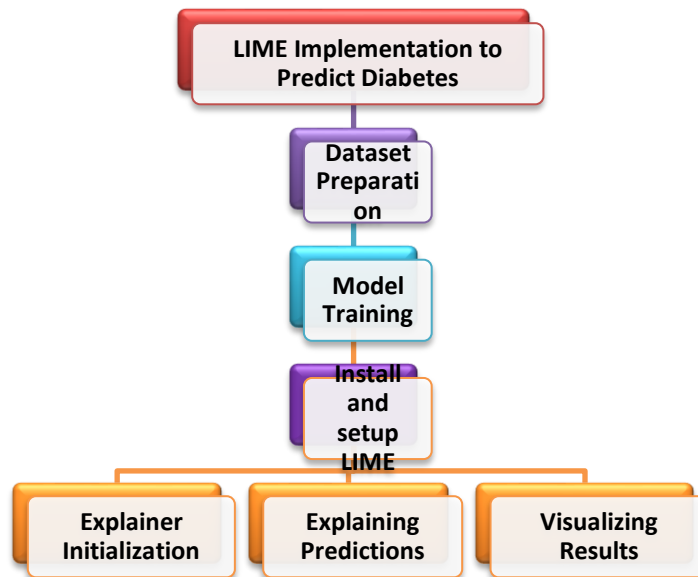 LIME Implementation to
Predict Diabetes
Dataset
Preparati
on
Model
Training
Install
and
setup
LIME
Explainer
Initialization
Explaining
Predictions
Visualizing
Results